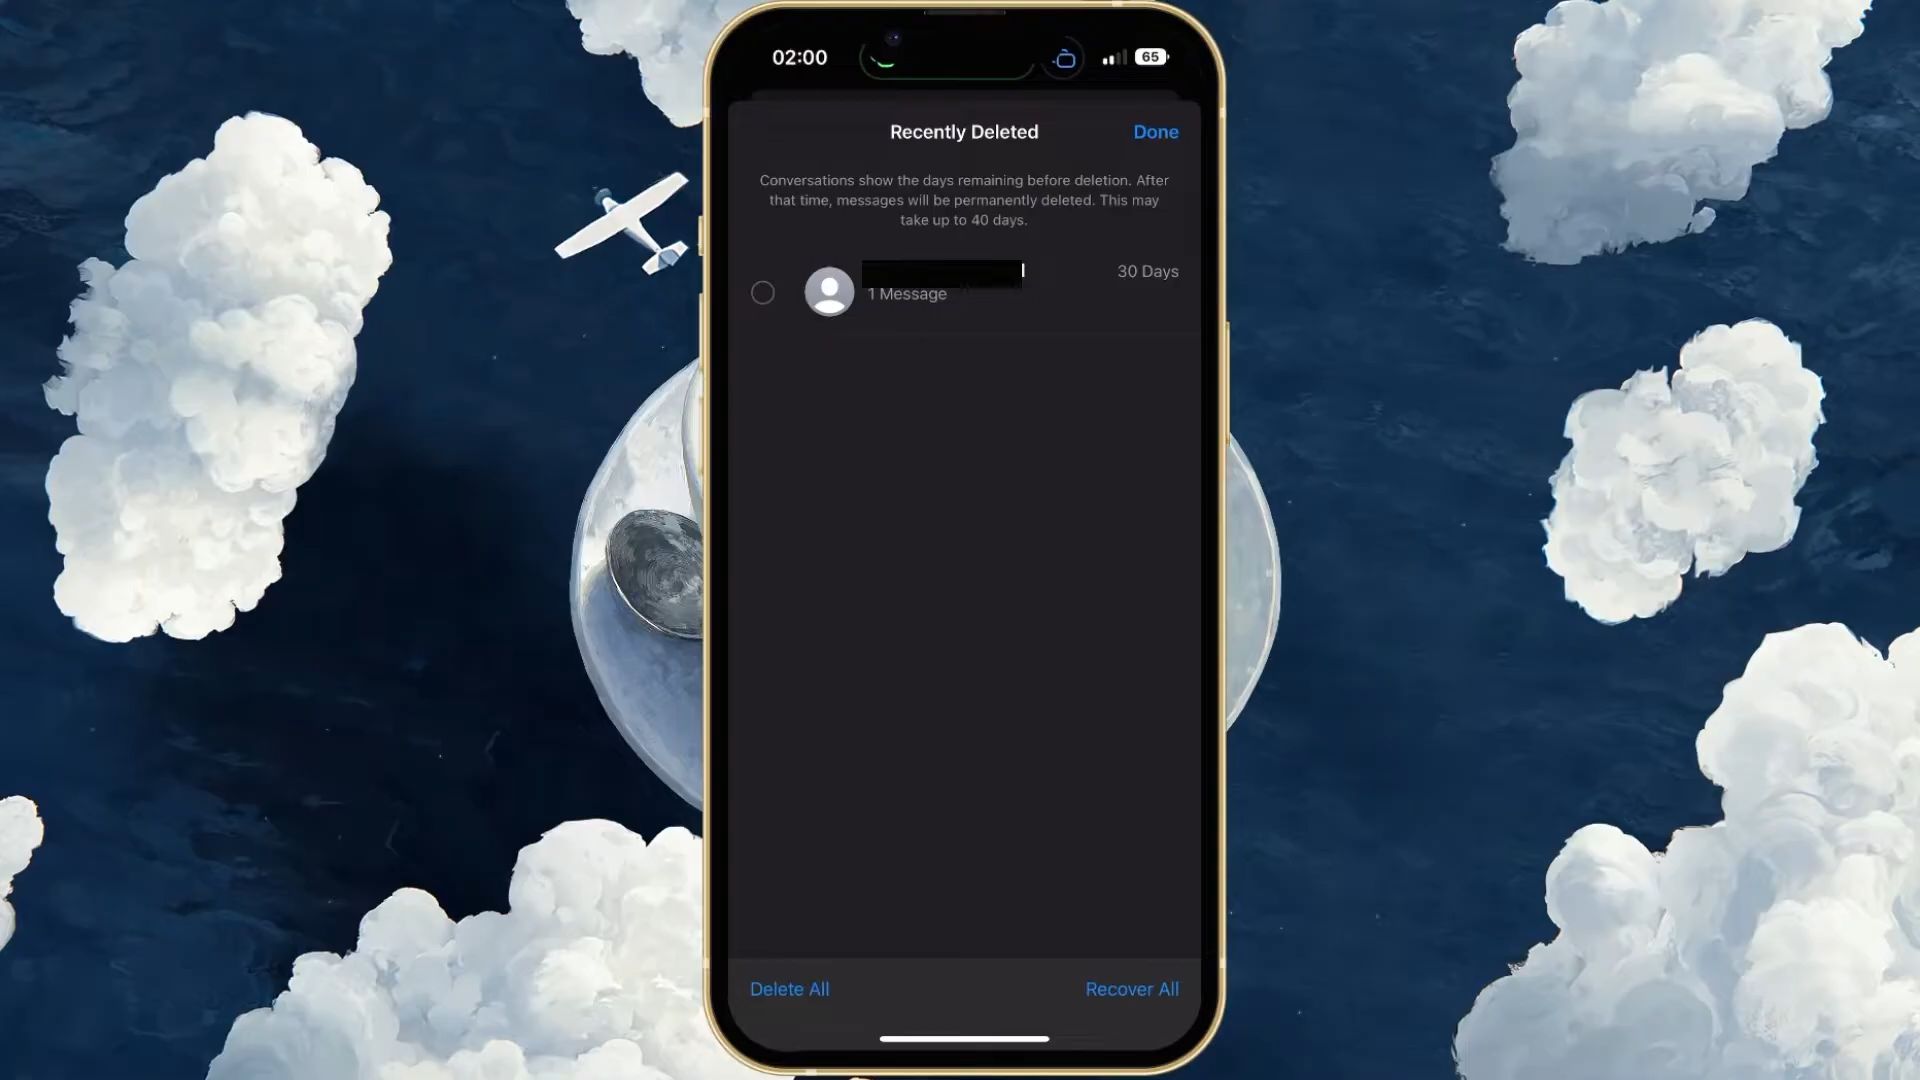 02:00
65
Recently Deleted
Done
Conversations show the days remaining before deletion. After
that time, messages will be permanently deleted. This may
take up to 40 days.
30 Days
1 Message
Delete All
Recover All